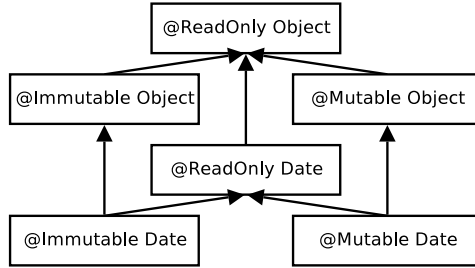 @ReadOnly Object
@Immutable Object
@Mutable Object
@ReadOnly Date
@Immutable Date
@Mutable Date